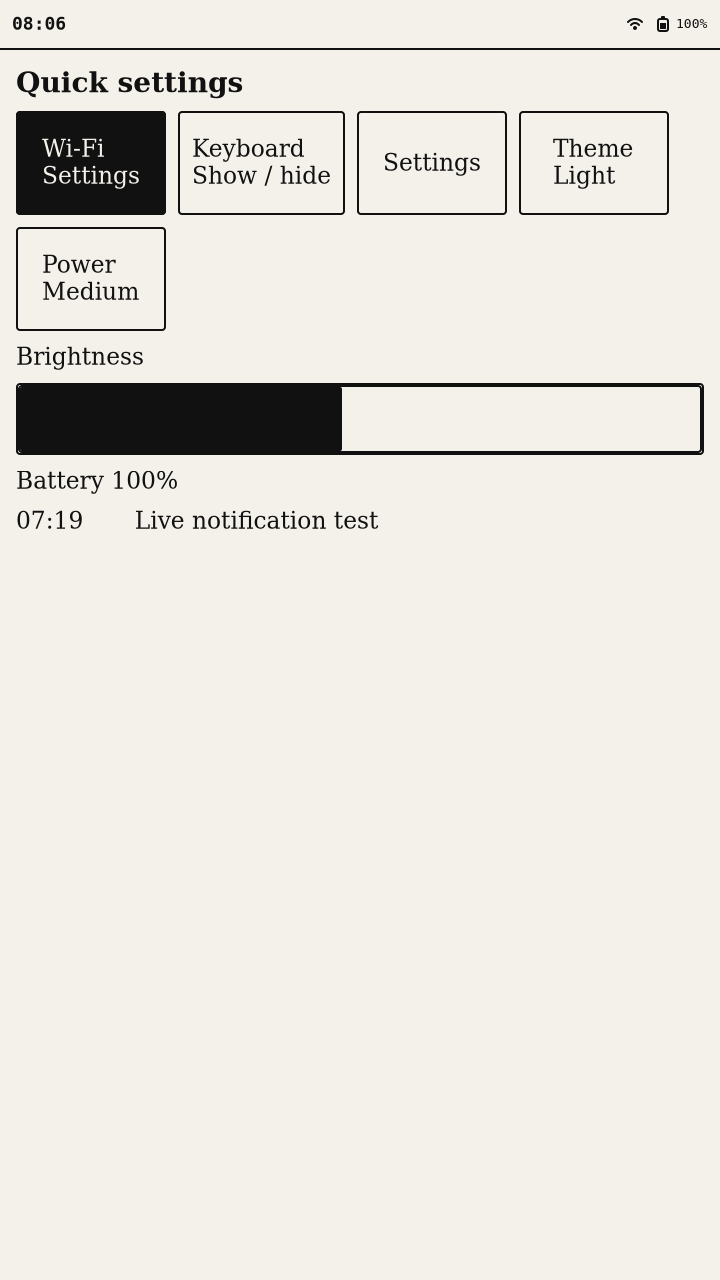 08:06 100%
Quick settings
Wi-Fi
Settings
Keyboard
Show / hide
Settings
Theme
Light
Power
Medium
Brightness
Battery 100%
07:19 Live notification test